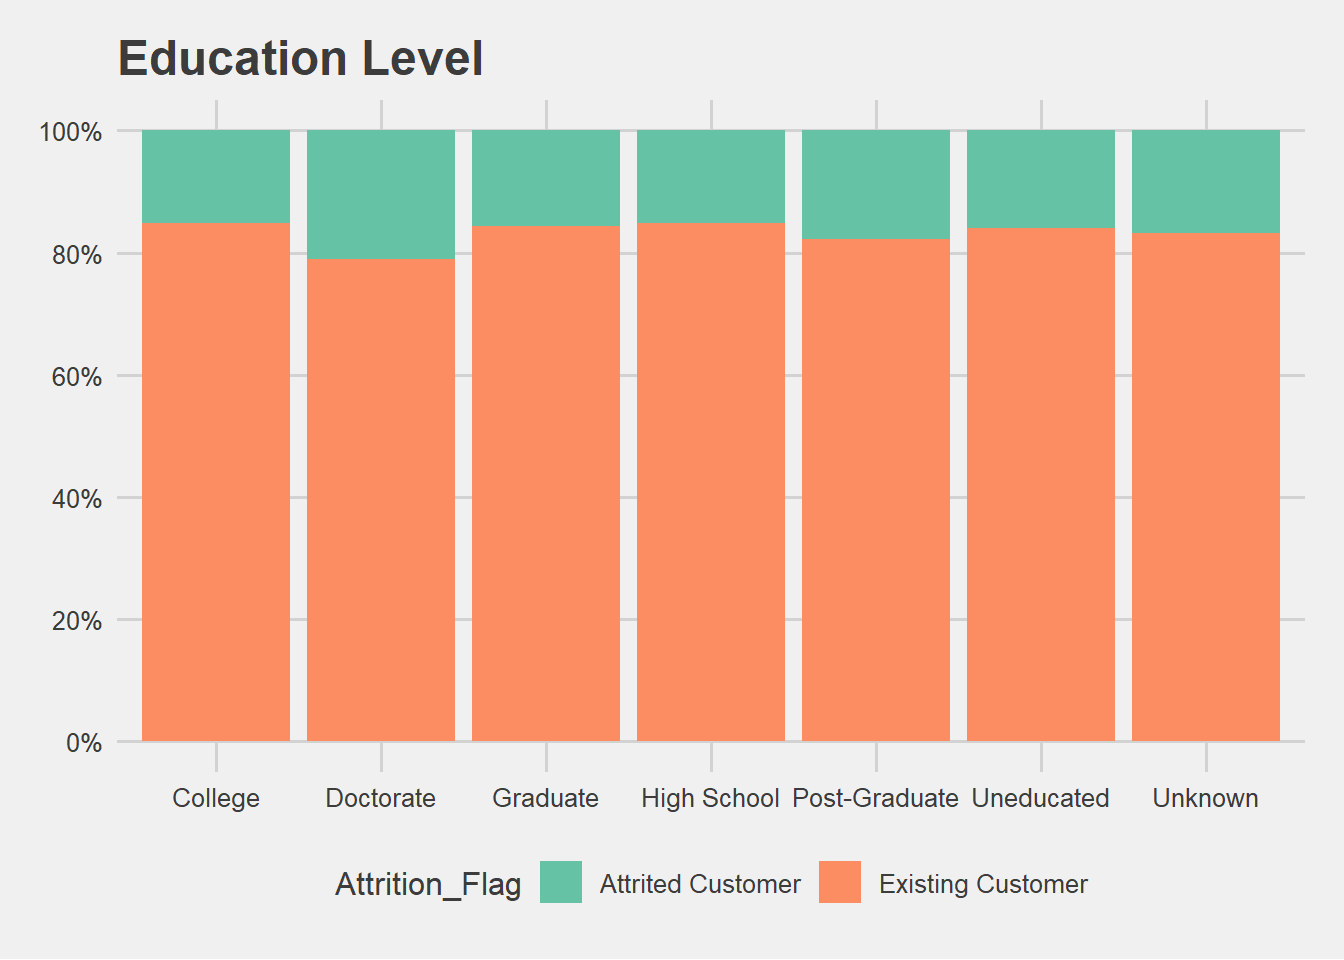 Education Level
100%
80%
60%
40%
20%
0%
College Doctorate Graduate High School Post-Graduate Uneducated Unknown
Attrition_Flag Attrited Customer Existing Customer